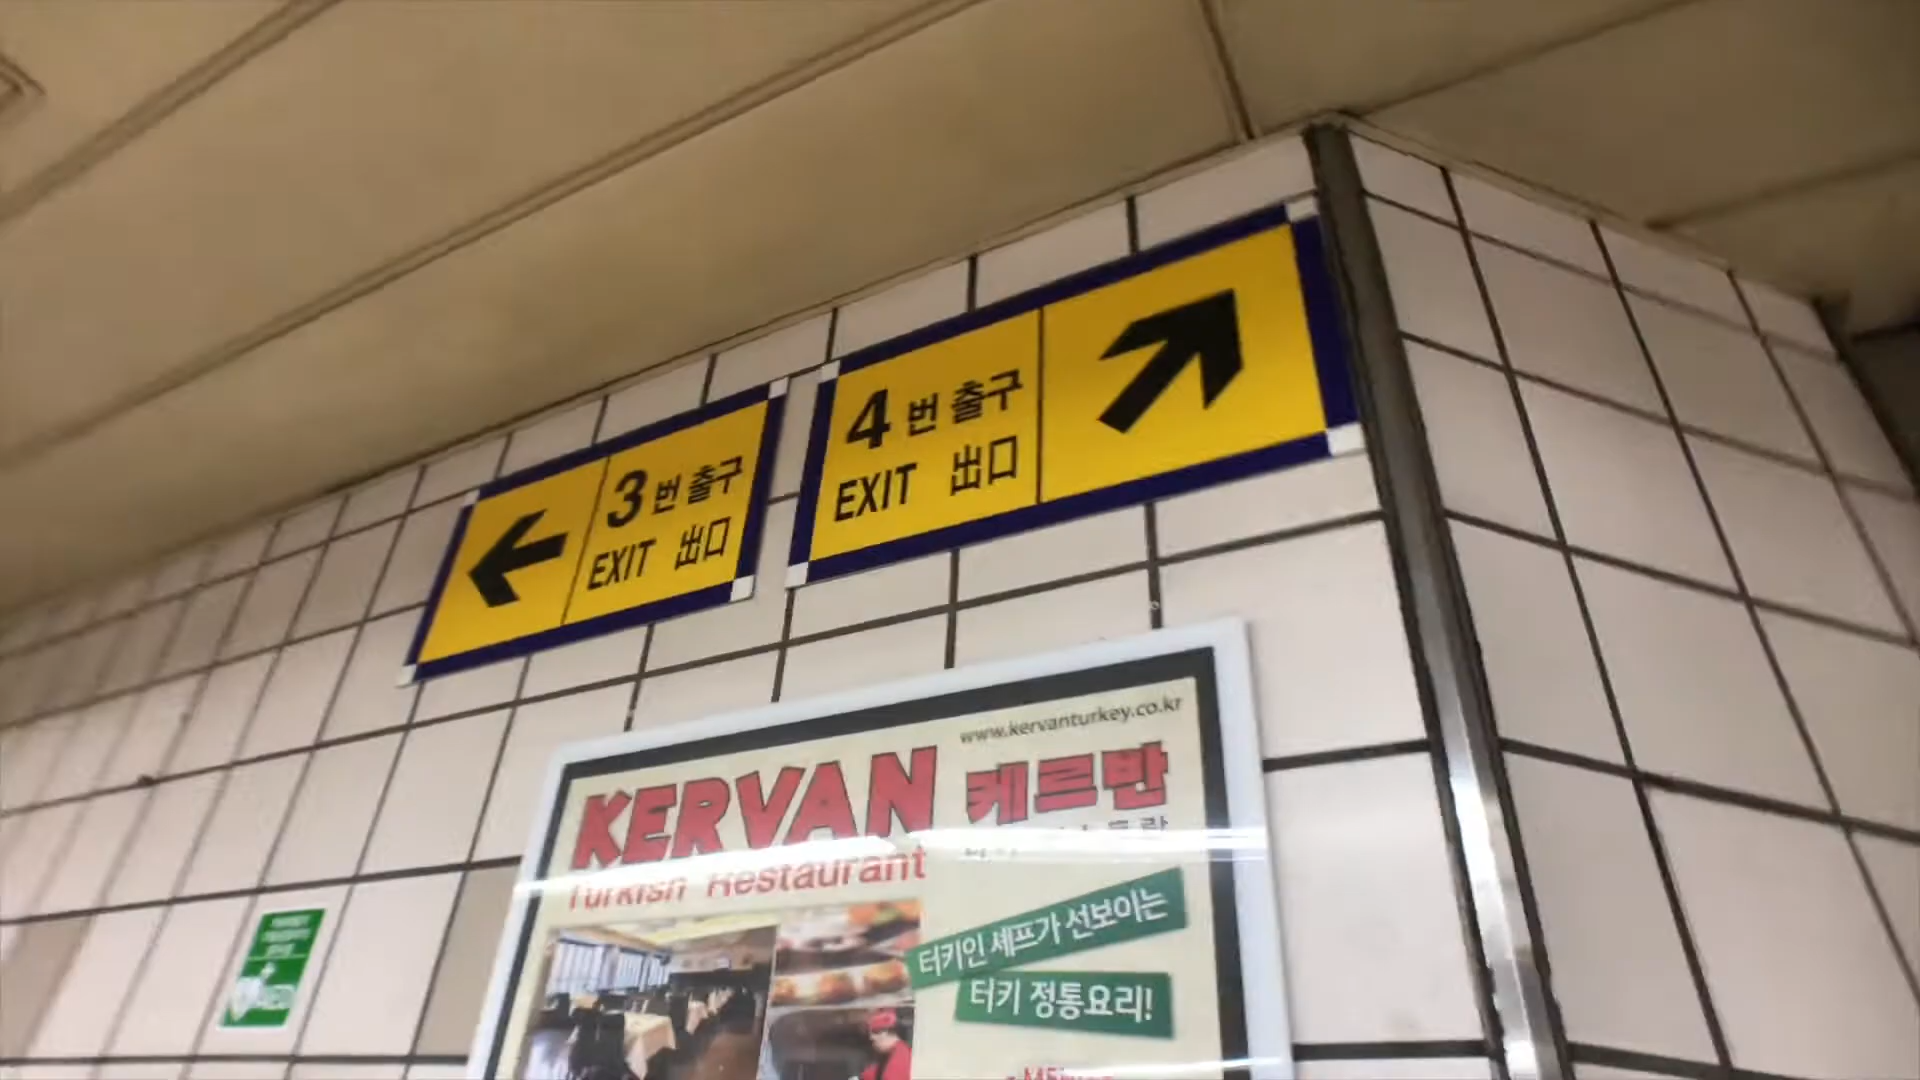 3번 출구
EXIT 出口
4번 출구
EXIT 出口
www.kervanturkey.co.kr
KERVAN 케르반
Turkish Restaurant
터키인 셰프가 선보이는
터키 정통요리!
AED